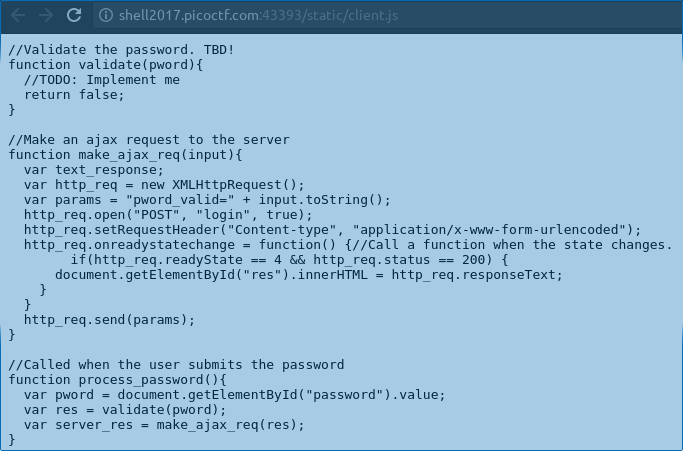 shell2017.picoctf.com:43393/static/client.js
//Validate the password. TBD!
function validate(pword){
  //TODO: Implement me
  return false;
}

//Make an ajax request to the server
function make_ajax_req(input){
  var text_response;
  var http_req = new XMLHttpRequest();
  var params = "pword_valid=" + input.toString();
  http_req.open("POST", "login", true);
  http_req.setRequestHeader("Content-type", "application/x-www-form-urlencoded");
  http_req.onreadystatechange = function() {//Call a function when the state changes.
        if(http_req.readyState == 4 && http_req.status == 200) {
      document.getElementById("res").innerHTML = http_req.responseText;
    }
  }
  http_req.send(params);
}

//Called when the user submits the password
function process_password(){
  var pword = document.getElementById("password").value;
  var res = validate(pword);
  var server_res = make_ajax_req(res);
}